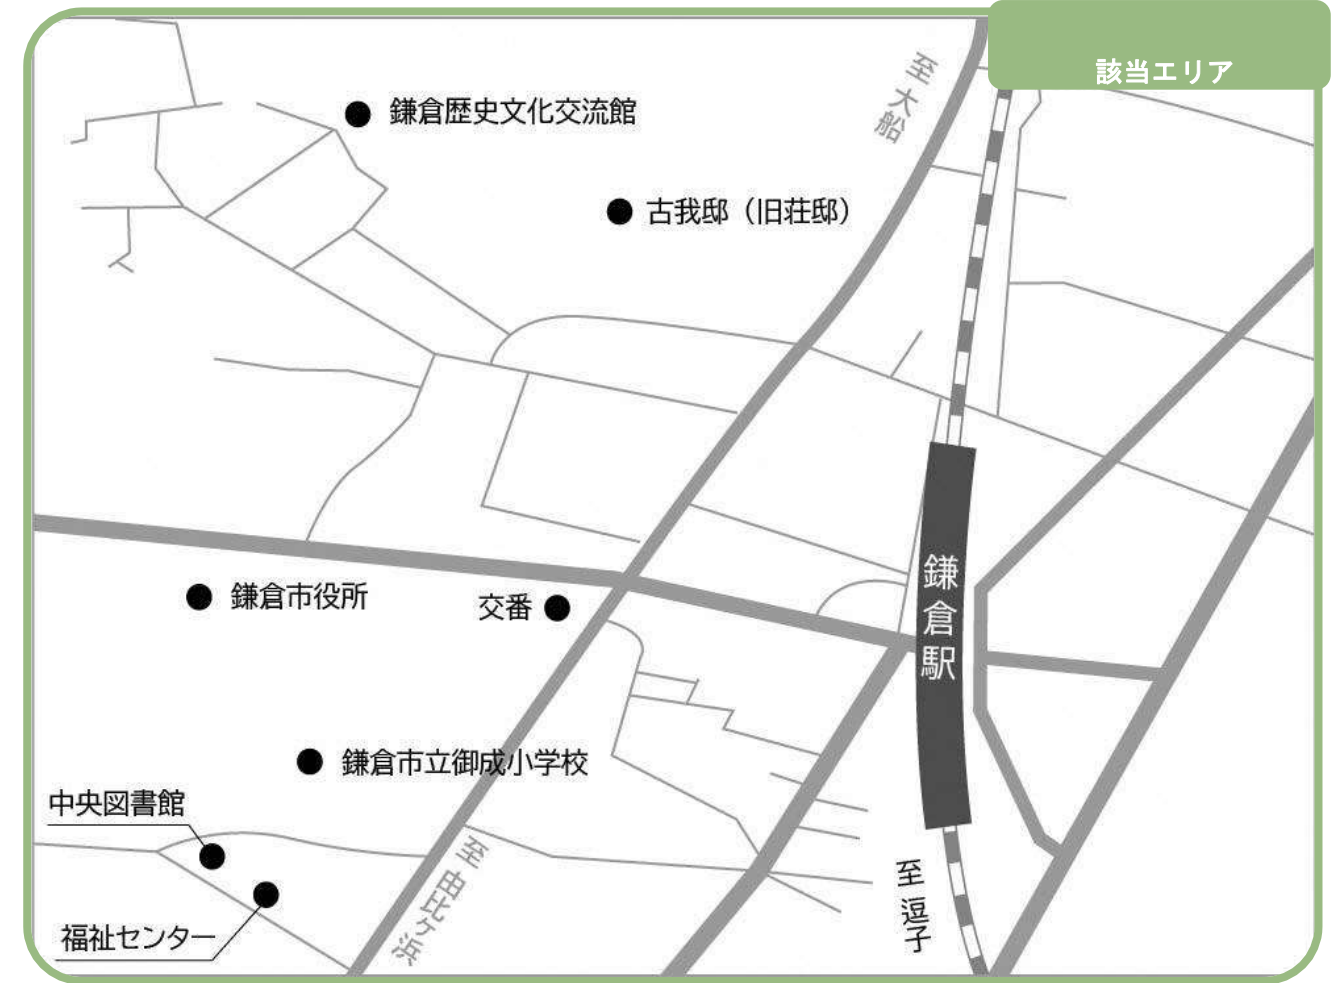 該当エリア
至 大船
鎌倉歴史文化交流館
古我邸（旧荘邸）
鎌倉駅
鎌倉市役所
交番
鎌倉市立御成小学校
中央図書館
福祉センター
至 由比ヶ浜
至 逗子